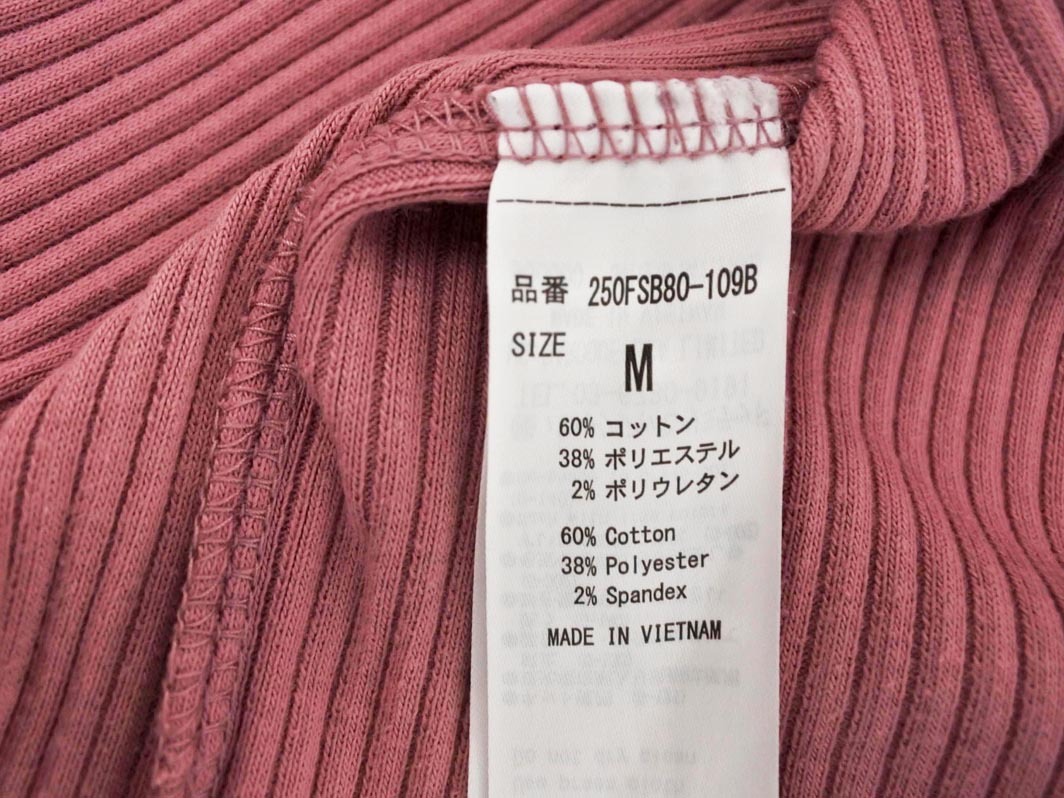 品番 250FSB80-109B
SIZE
M
60% コットン
38% ポリエステル
2% ポリウレタン
60% Cotton
38% Polyester
2% Spandex
MADE IN VIETNAM